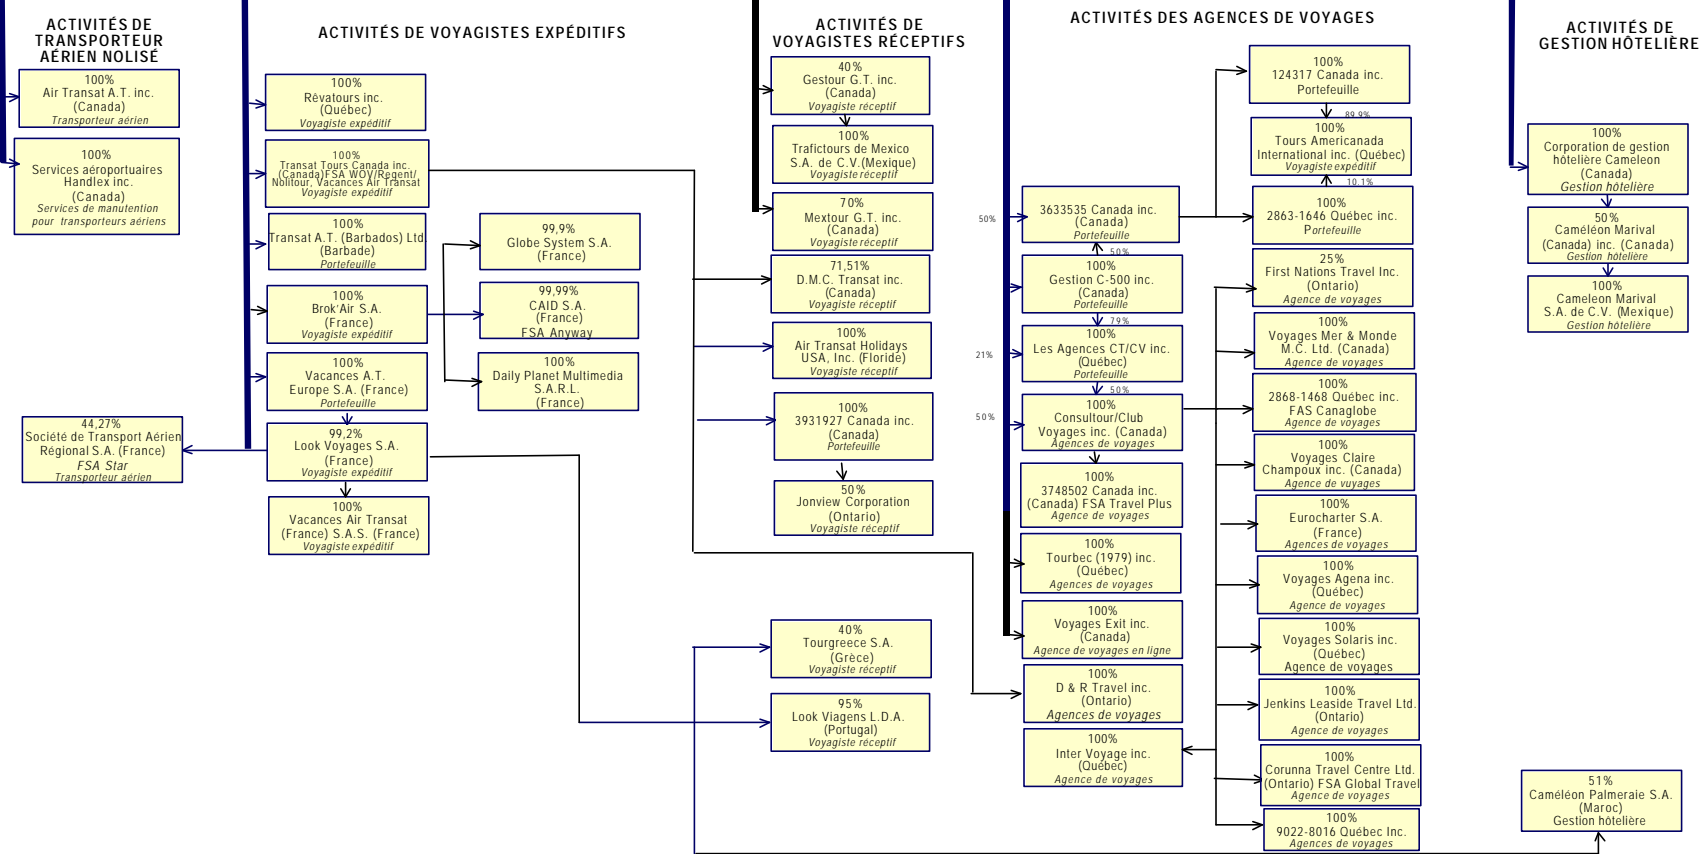 ACTIVITÉS DE
TRANSPORTEUR
AÉRIEN NOLISÉ
100%
Air Transat A.T. inc.
(Canada)
Transporteur aérien
100%
Services aéroportuaires
Handlex inc.
(Canada)
Services de manutention
pour transporteurs aériens
44,27%
Société de Transport Aérien
Régional S.A. (France)
FSA Star
Transporteur aérien
ACTIVITÉS DE VOYAGISTES EXPÉDITIFS
100%
Rêvatours inc.
(Québec)
Voyagiste expéditif
100%
Transat Tours Canada inc.
(Canada)FSA WOV/Regent/
Nolitour, Vacances Air Transat
Voyagiste expéditif
100%
Transat A.T. (Barbados) Ltd.
(Barbade)
Portefeuille
100%
Brok'Air S.A.
(France)
Voyagiste expéditif
100%
Vacances A.T.
Europe S.A. (France)
Portefeuille
99,2%
Look Voyages S.A.
(France)
Voyagiste expéditif
100%
Vacances Air Transat
(France) S.A.S. (France)
Voyagiste expéditif
99,9%
Globe System S.A.
(France)
99,99%
CAID S.A.
(France)
FSA Anyway
100%
Daily Planet Multimedia
S.A.R.L.
(France)
ACTIVITÉS DE
VOYAGISTES RÉCEPTIFS
40%
Gestour G.T. inc.
(Canada)
Voyagiste réceptif
100%
Trafictours de Mexico
S.A. de C.V.(Mexique)
Voyagiste réceptif
70%
Mextour G.T. inc.
(Canada)
Voyagiste réceptif
71,51%
D.M.C. Transat inc.
(Canada)
Voyagiste réceptif
100%
Air Transat Holidays
USA, Inc. (Floride)
Voyagiste réceptif
100%
3931927 Canada inc.
(Canada)
Portefeuille
50%
Jonview Corporation
(Ontario)
Voyagiste réceptif
40%
Tourgreece S.A.
(Grèce)
Voyagiste réceptif
95%
Look Viagens L.D.A.
(Portugal)
Voyagiste réceptif
ACTIVITÉS DES AGENCES DE VOYAGES
50%
3633535 Canada inc.
(Canada)
Portefeuille
50%
100%
Gestion C-500 inc.
(Canada)
Portefeuille
79%
21%
100%
Les Agences CT/CV inc.
(Québec)
Portefeuille
50%
50%
100%
Consultour/Club
Voyages inc. (Canada)
Agences de voyages
100%
3748502 Canada inc.
(Canada) FSA Travel Plus
Agence de voyages
100%
Tourbec (1979) inc.
(Québec)
Agences de voyages
100%
Voyages Exit inc.
(Canada)
Agence de voyages en ligne
100%
D & R Travel inc.
(Ontario)
Agences de voyages
100%
Inter Voyage inc.
(Québec)
Agence de voyages
100%
124317 Canada inc.
Portefeuille
89.9%
100%
Tours Americanada
International inc. (Québec)
Voyagiste expéditif
10.1%
100%
2863-1646 Québec inc.
Portefeuille
25%
First Nations Travel Inc.
(Ontario)
Agence de voyages
100%
Voyages Mer & Monde
M.C. Ltd. (Canada)
Agence de voyages
100%
2868-1468 Québec inc.
FAS Canaglobe
Agence de voyages
100%
Voyages Claire
Champoux inc. (Canada)
Agence de voyages
100%
Eurocharter S.A.
(France)
Agences de voyages
100%
Voyages Agena inc.
(Québec)
Agence de voyages
100%
Voyages Solaris inc.
(Québec)
Agence de voyages
100%
Jenkins Leaside Travel Ltd.
(Ontario)
Agence de voyages
100%
Corunna Travel Centre Ltd.
(Ontario) FSA Global Travel
Agence de voyages
100%
9022-8016 Québec Inc.
Agences de voyages
ACTIVITÉS DE
GESTION HÔTELIÈRE
100%
Corporation de gestion
hôtelière Cameleon
(Canada)
Gestion hôtelière
50%
Caméléon Marival
(Canada) inc. (Canada)
Gestion hôtelière
100%
Cameleon Marival
S.A. de C.V. (Mexique)
Gestion hôtelière
51%
Caméléon Palmeraie S.A.
(Maroc)
Gestion hôtelière